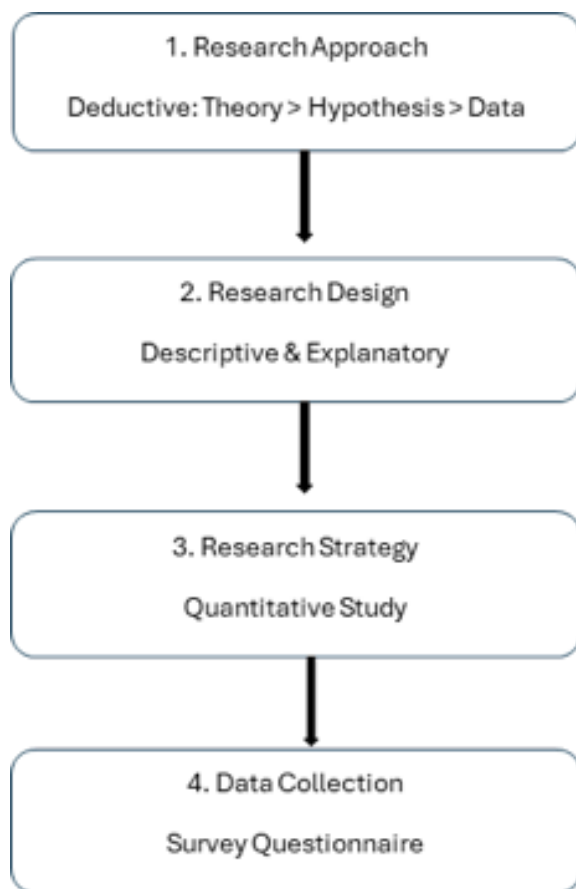 1. Research Approach
Deductive: Theory > Hypothesis > Data
2. Research Design
Descriptive & Explanatory
3. Research Strategy
Quantitative Study
4. Data Collection
Survey Questionnaire